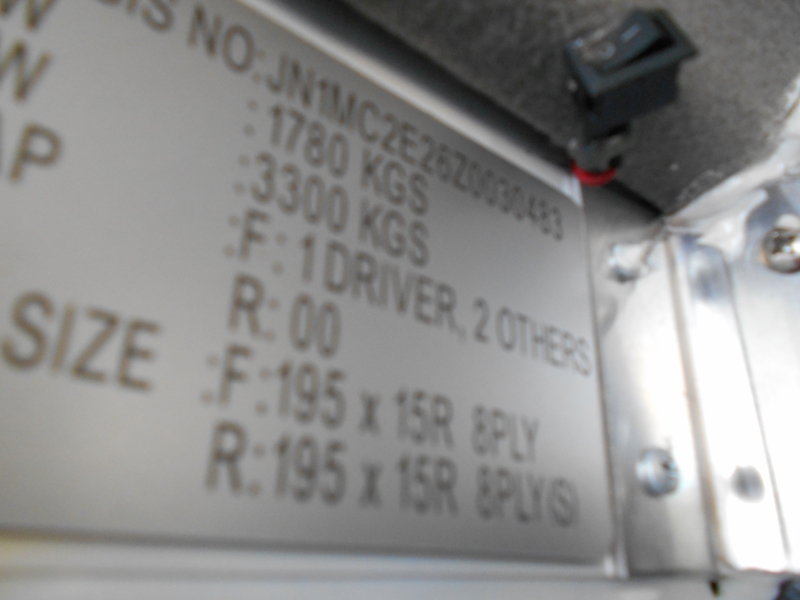 SIS NO: JN1MC2E26Z0030483
W : 1780 KGS
W : 3300 KGS
AP : F : 1 DRIVER, 2 OTHERS
R : 00
SIZE : F : 195 x 15R 8PLY
R : 195 x 15R 8PLY (S)